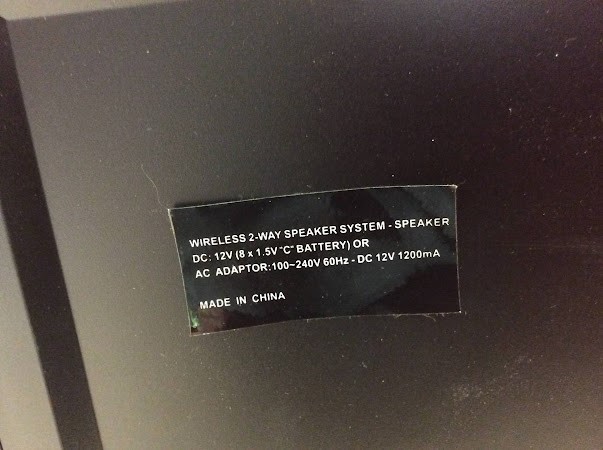 WIRELESS 2-WAY SPEAKER SYSTEM - SPEAKER
DC: 12V (8 x 1.5V "C" BATTERY) OR
AC ADAPTOR:100~240V 60Hz - DC 12V 1200mA
MADE IN CHINA